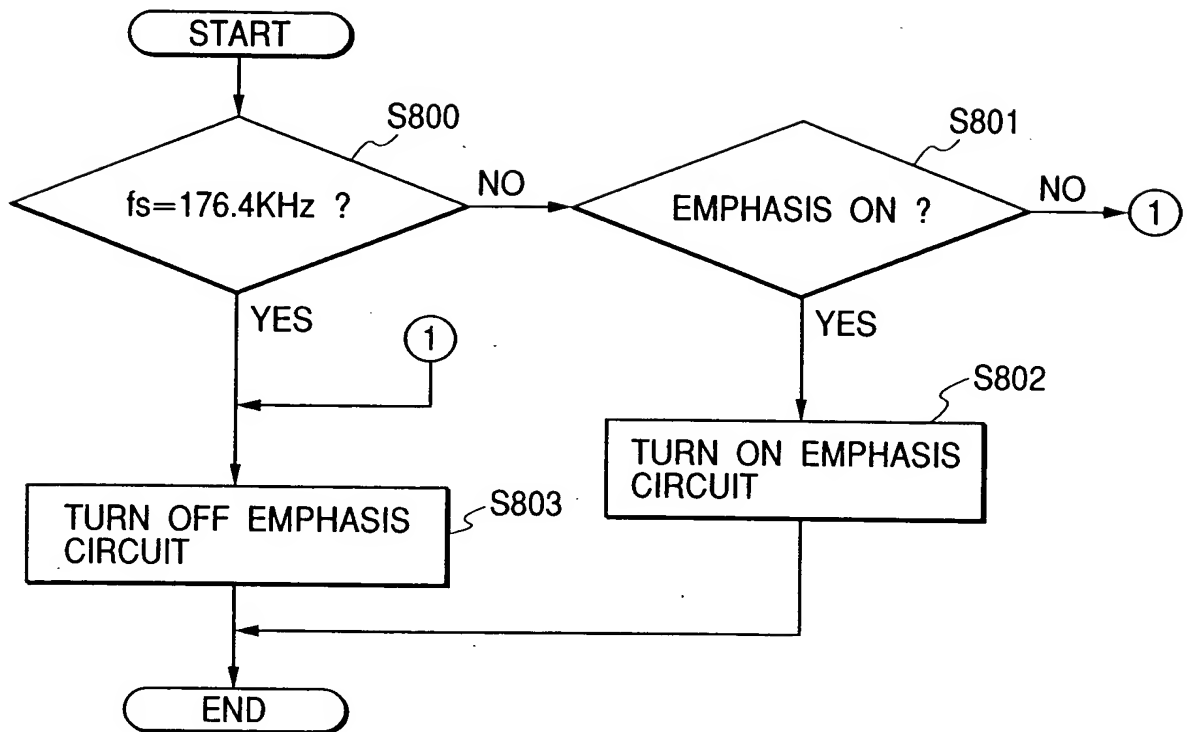 START
S800
fs=176.4KHz ?
NO
S801
EMPHASIS ON ?
NO
1
YES
1
YES
S802
TURN ON EMPHASIS
CIRCUIT
S803
TURN OFF EMPHASIS
CIRCUIT
END